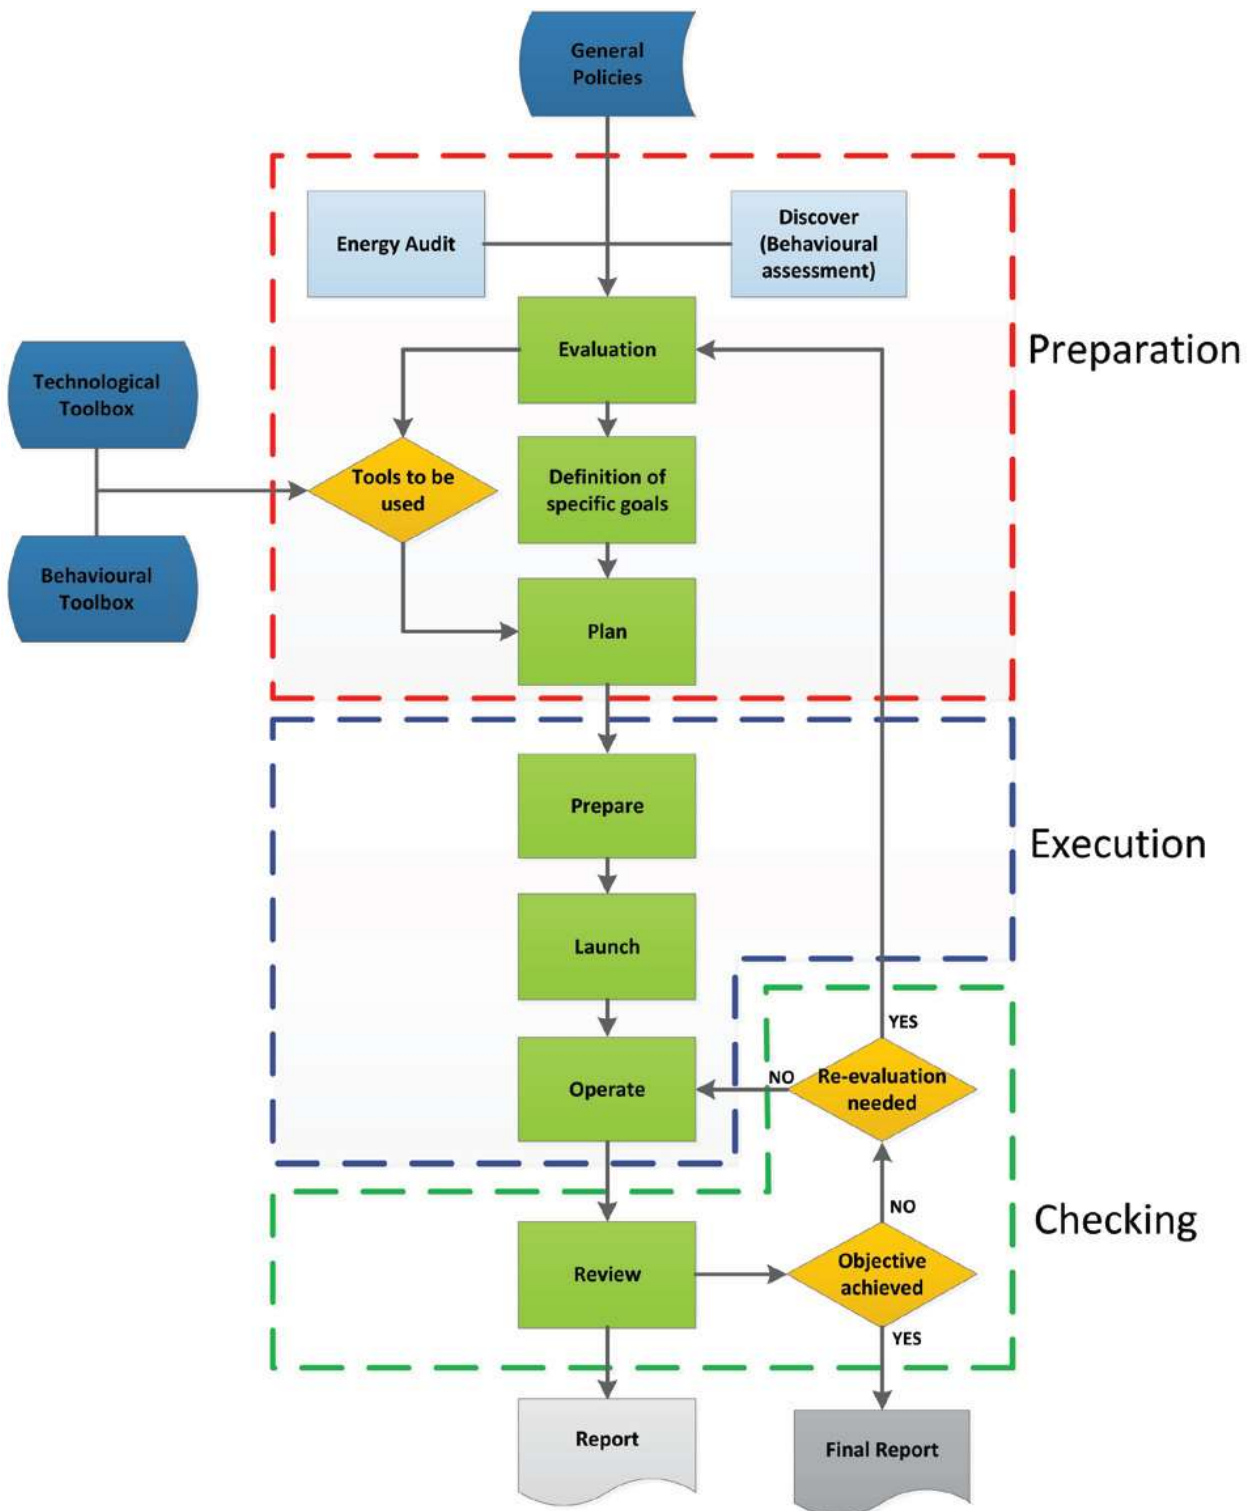 General
Policies
Energy Audit
Discover
(Behavioural
assessment)
Evaluation
Preparation
Technological
Toolbox
Tools to be
used
Definition of
specific goals
Behavioural
Toolbox
Plan
Prepare
Execution
Launch
YES
Operate
NO
Re-evaluation
needed
NO
Checking
Review
Objective
achieved
YES
Report
Final Report